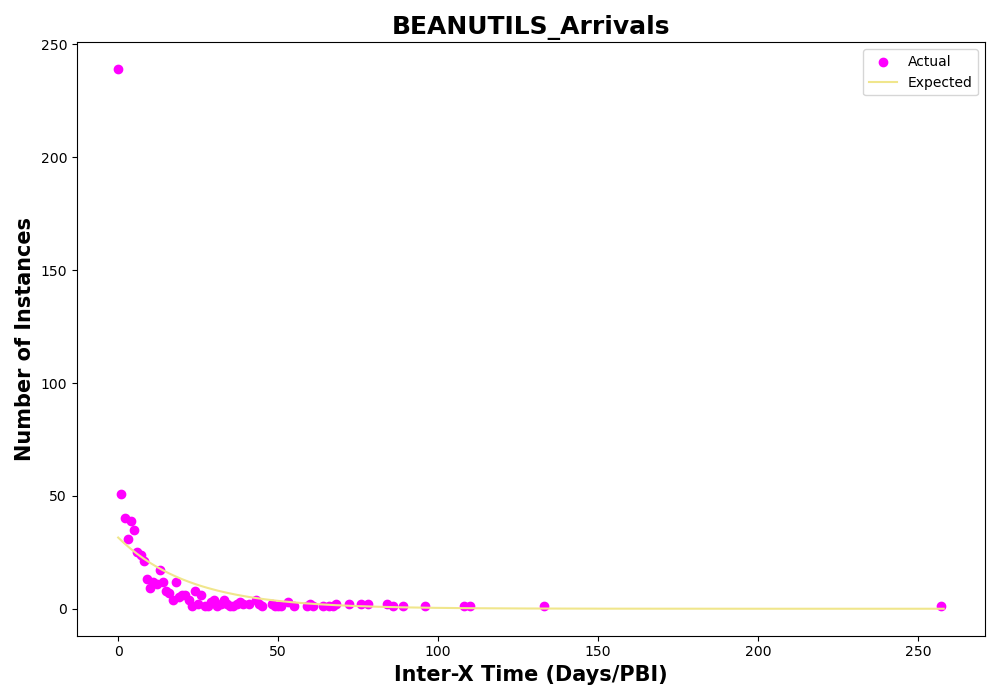 BEANUTILS_Arrivals
Actual
Expected
Number of Instances
250
200
150
100
50
0
0 50 100 150 200 250
Inter-X Time (Days/PBI)